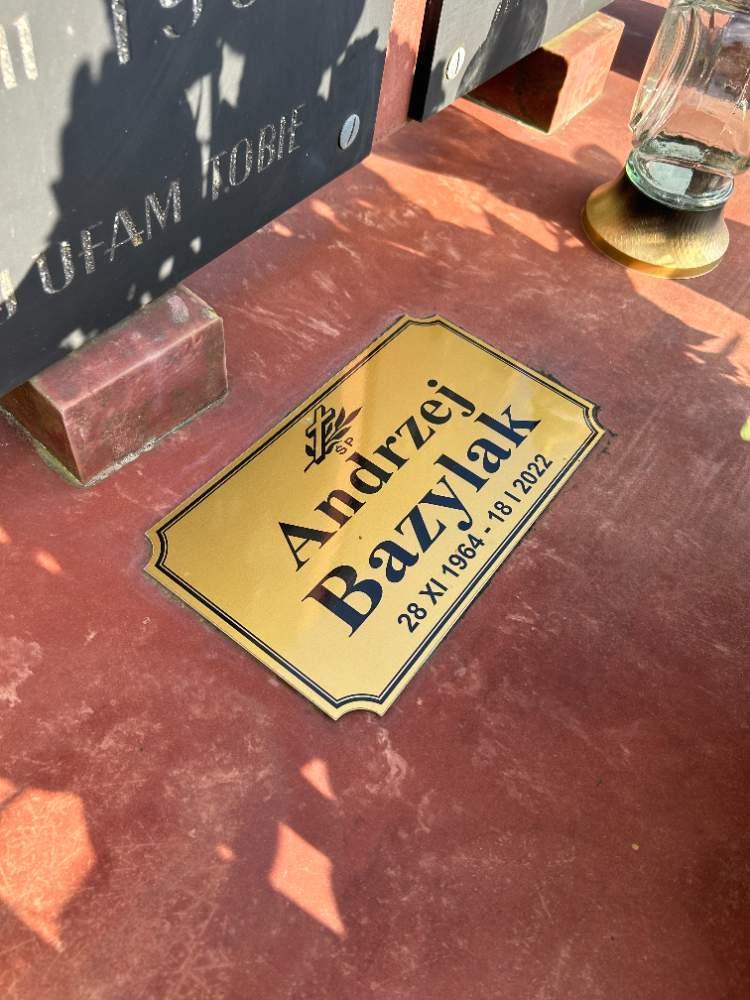 UFAM TOBIE
ŚP
Andrzej
Bazylak
28 XI 1964 - 18 I 2022